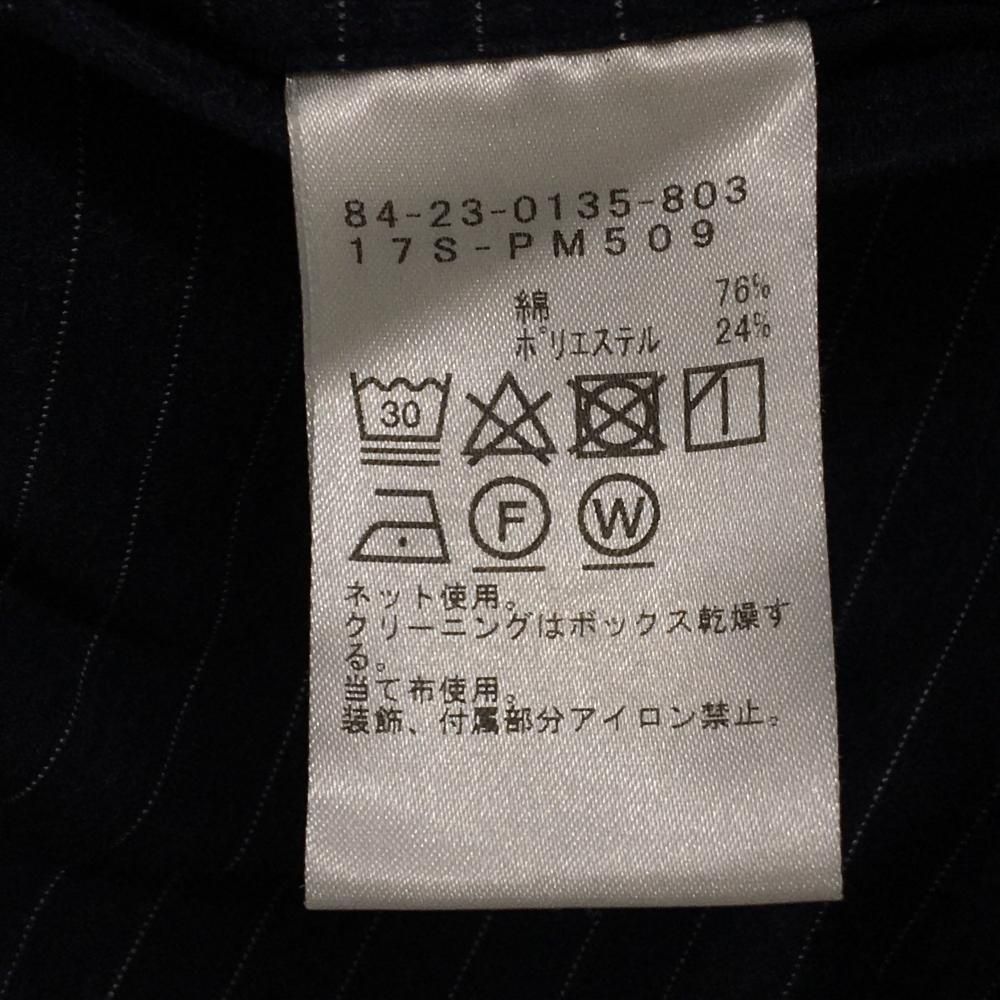 84-23-0135-803
17S-PM509
綿 76%
ポリエステル 24%
30
F W
ネット使用。
クリーニングはボックス乾燥す
る。
当て布使用。
装飾、付属部分アイロン禁止。